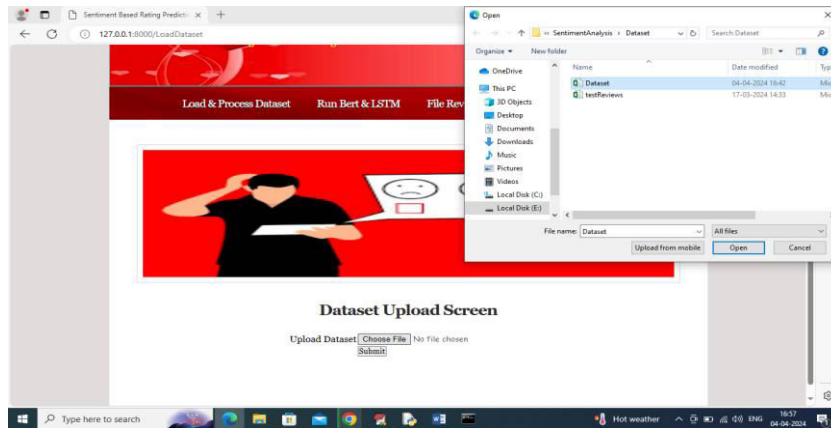 Sentiment Based Rating Predicti
127.0.0.1:8000/LoadDataset
Load & Process Dataset Run Bert & LSTM File Rev
Dataset Upload Screen
Upload Dataset Choose File No file chosen
Submit
Open
SentimentAnalysis › Dataset
Search Dataset
Organize New folder
OneDrive
This PC
3D Objects
Desktop
Documents
Downloads
Music
Pictures
Videos
Local Disk (C:)
Local Disk (E:)
Name Date modified Typ
Dataset 04-04-2024 16:42 Mic
testReviews 17-03-2024 14:33 Mic
File name: Dataset All files
Upload from mobile Open Cancel
Type here to search Hot weather ENG 16:57
04-04-2024